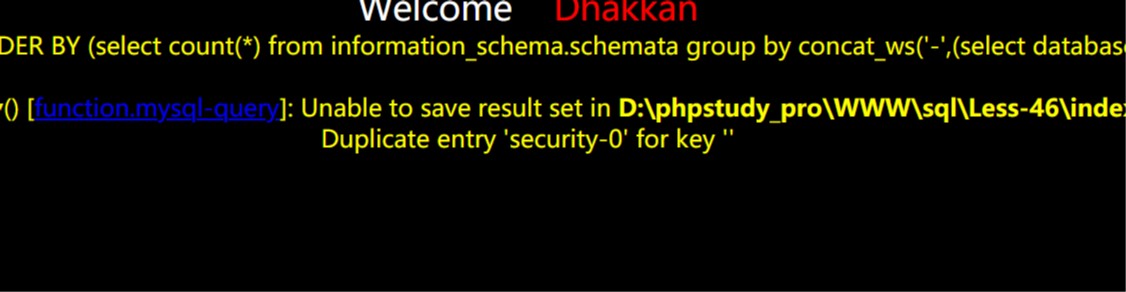 Welcome Dhakkan
DER BY (select count(*) from information_schema.schemata group by concat_ws('-',(select databas
() [function.mysql-query]: Unable to save result set in D:\phpstudy_pro\WWW\sql\Less-46\inde
Duplicate entry 'security-0' for key ''